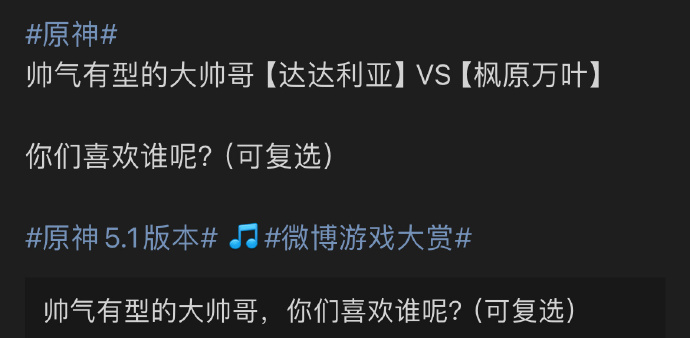 #原神#
帅气有型的大帅哥【达达利亚】VS【枫原万叶】
你们喜欢谁呢?（可复选）
#原神 5.1版本# 🎵#微博游戏大赏#
帅气有型的大帅哥，你们喜欢谁呢?（可复选）